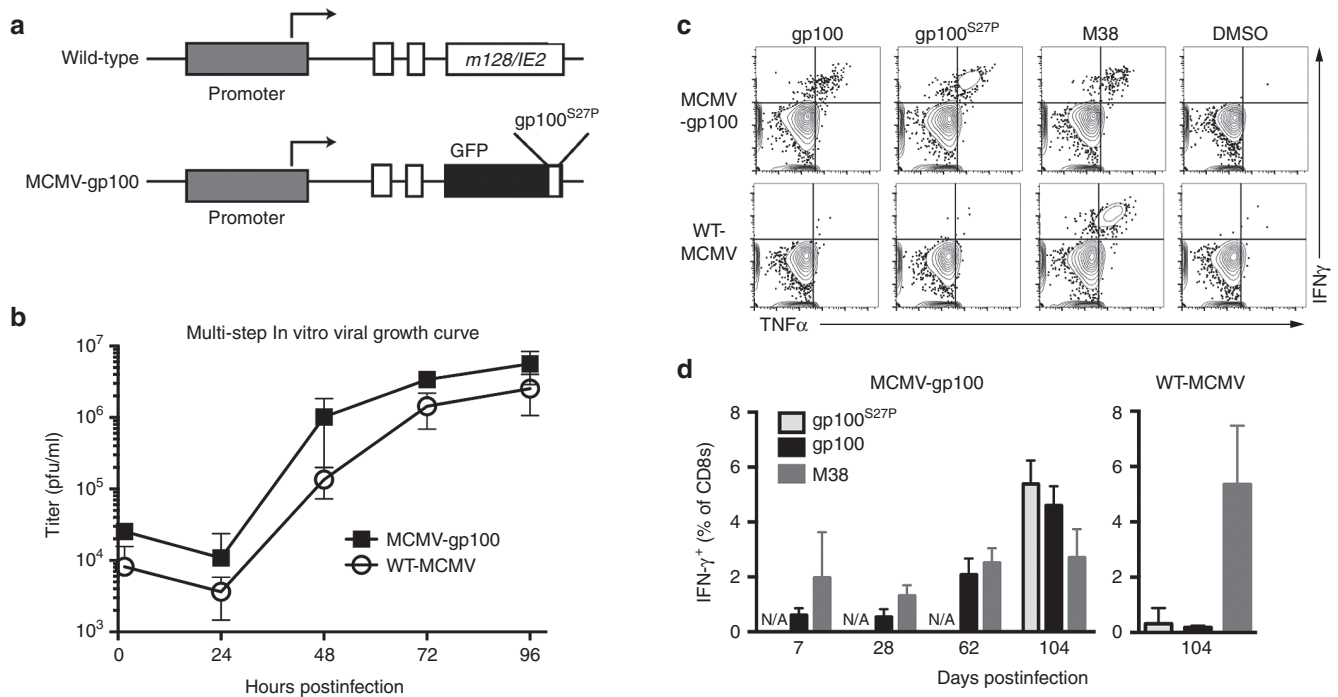 a
Wild-type
m128/IE2
Promoter
gp100S27P
GFP
MCMV-gp100
Promoter
b
Multi-step In vitro viral growth curve
Titer (pfu/ml)
107
106
105
104
103
MCMV-gp100
WT-MCMV
0 24 48 72 96
Hours postinfection
c
gp100 gp100S27P M38 DMSO
MCMV
-gp100
WT-
MCMV
IFNγ
TNFα
d
MCMV-gp100 WT-MCMV
IFN-γ+ (% of CD8s)
8
6
4
2
0
gp100S27P
gp100
M38
N/A N/A N/A
7 28 62 104
8
6
4
2
0
104
Days postinfection